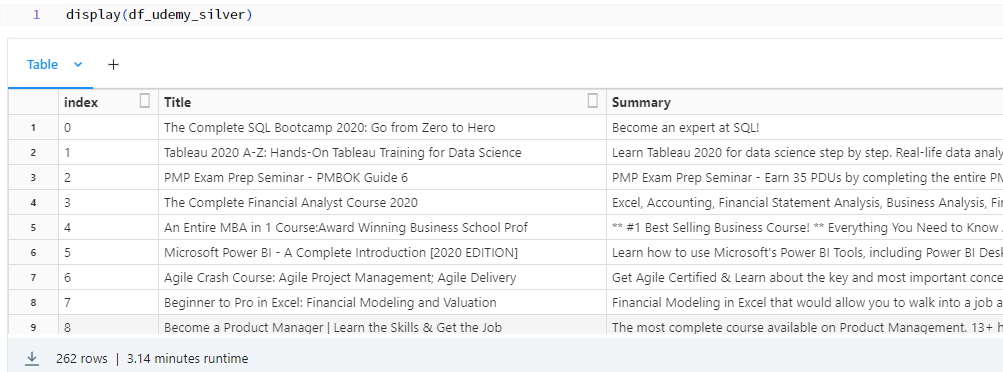 1 display(df_udemy_silver)
Table +
index Title Summary
1 0 The Complete SQL Bootcamp 2020: Go from Zero to Hero Become an expert at SQL!
2 1 Tableau 2020 A-Z: Hands-On Tableau Training for Data Science Learn Tableau 2020 for data science step by step. Real-life data analy
3 2 PMP Exam Prep Seminar - PMBOK Guide 6 PMP Exam Prep Seminar - Earn 35 PDUs by completing the entire PM
4 3 The Complete Financial Analyst Course 2020 Excel, Accounting, Financial Statement Analysis, Business Analysis, Fi
5 4 An Entire MBA in 1 Course:Award Winning Business School Prof ** #1 Best Selling Business Course! ** Everything You Need to Know
6 5 Microsoft Power BI - A Complete Introduction [2020 EDITION] Learn how to use Microsoft's Power BI Tools, including Power BI Desk
7 6 Agile Crash Course: Agile Project Management; Agile Delivery Get Agile Certified & Learn about the key and most important conce
8 7 Beginner to Pro in Excel: Financial Modeling and Valuation Financial Modeling in Excel that would allow you to walk into a job a
9 8 Become a Product Manager | Learn the Skills & Get the Job The most complete course available on Product Management. 13+ h
262 rows | 3.14 minutes runtime